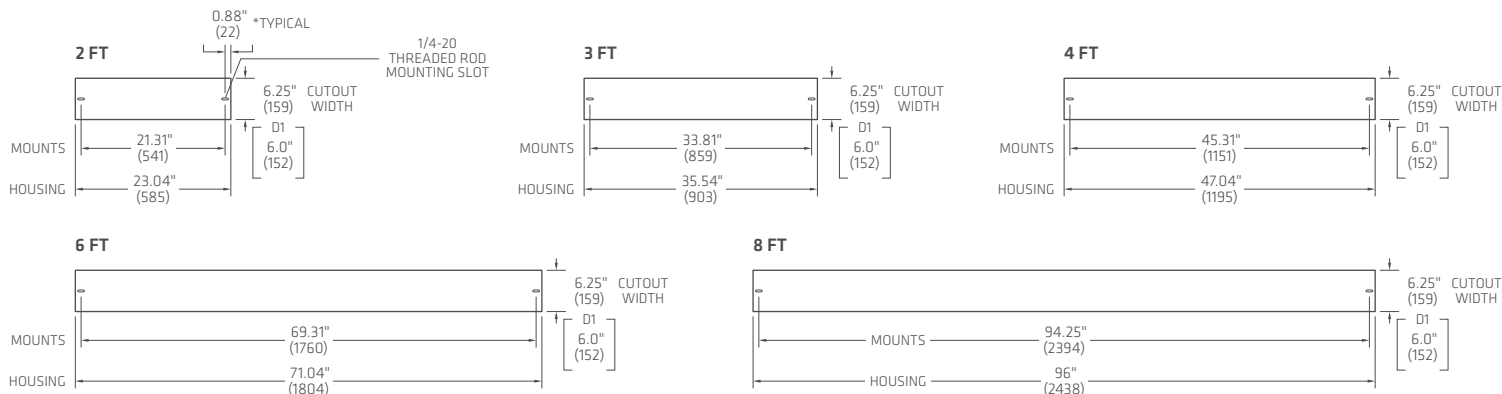 0.88"
(22)
*TYPICAL
1/4-20
THREADED ROD
MOUNTING SLOT
2 FT
6.25" CUTOUT
(159) WIDTH
D1
6.0"
(152)
MOUNTS
21.31"
(541)
HOUSING
23.04"
(585)
3 FT
6.25" CUTOUT
(159) WIDTH
D1
6.0"
(152)
MOUNTS
33.81"
(859)
HOUSING
35.54"
(903)
4 FT
6.25" CUTOUT
(159) WIDTH
D1
6.0"
(152)
MOUNTS
45.31"
(1151)
HOUSING
47.04"
(1195)
6 FT
6.25" CUTOUT
(159) WIDTH
D1
6.0"
(152)
MOUNTS
69.31"
(1760)
HOUSING
71.04"
(1804)
8 FT
6.25" CUTOUT
(159) WIDTH
D1
6.0"
(152)
MOUNTS
94.25"
(2394)
HOUSING
96"
(2438)